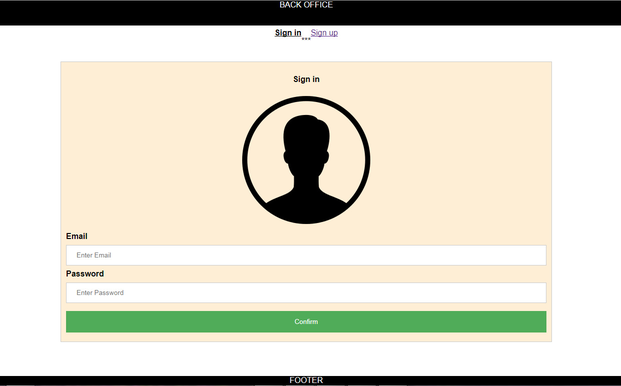 BACK OFFICE
Sign in***Sign up
Sign in
Email
Enter Email
Password
Enter Password
Confirm
FOOTER